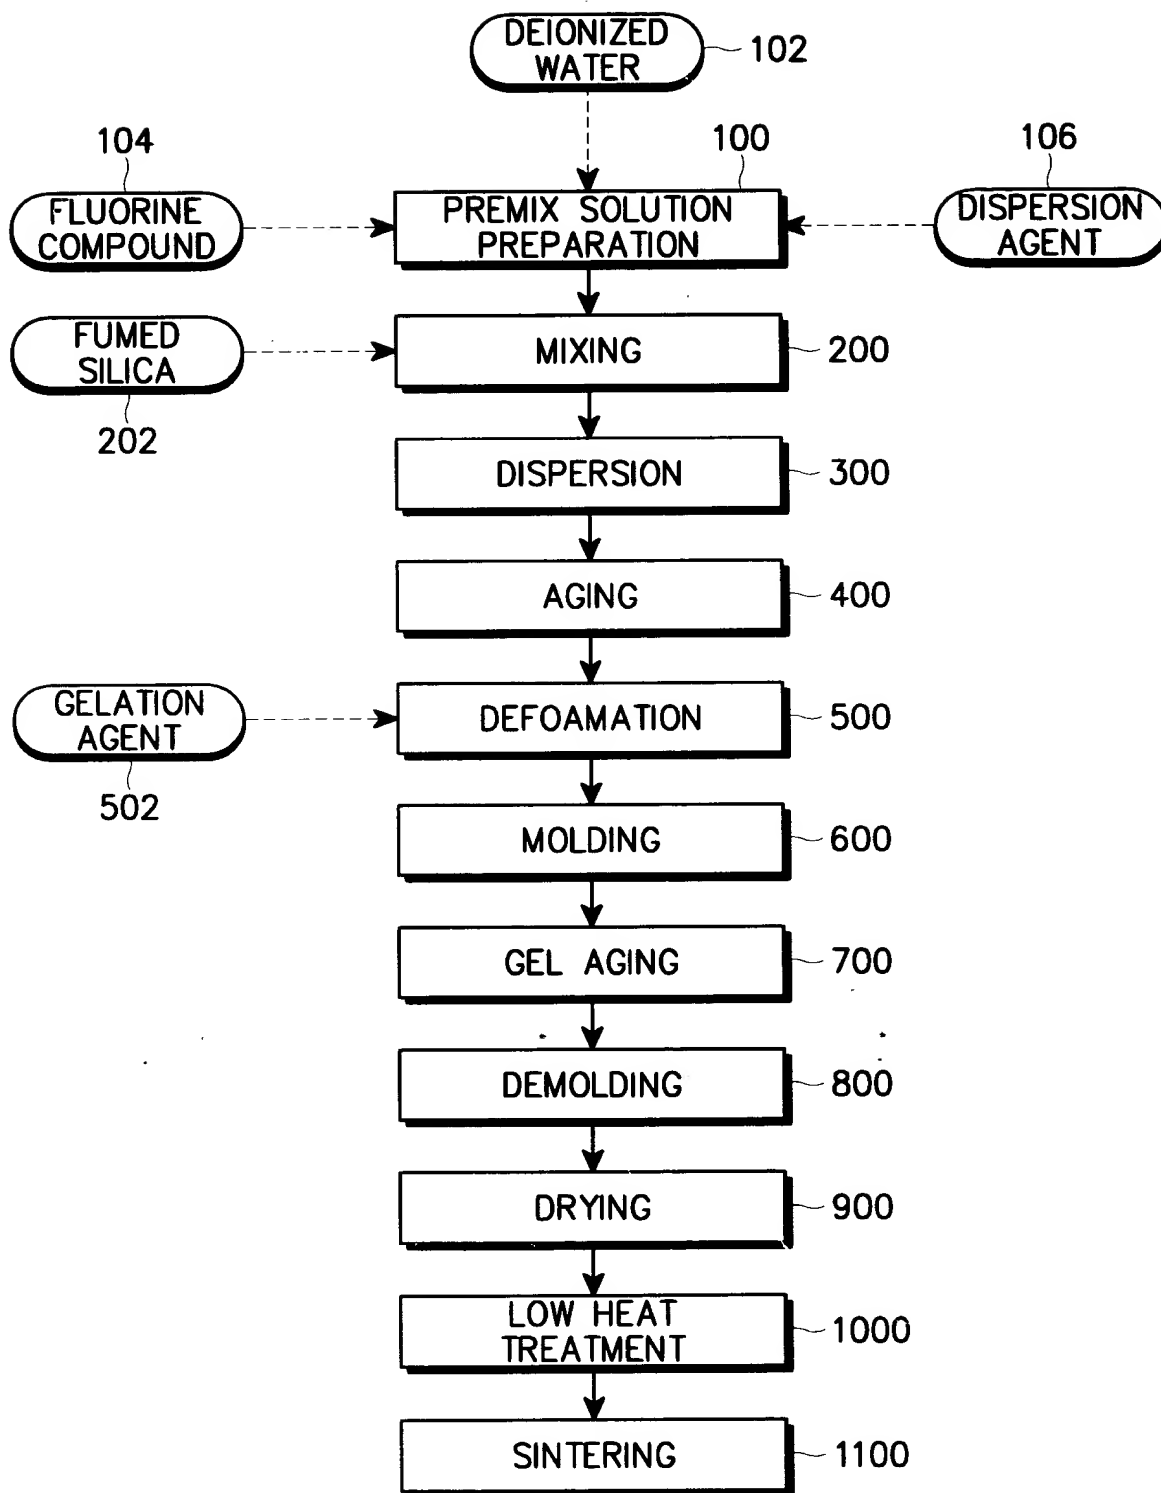 DEIONIZED
WATER
102
104
100
106
FLUORINE
COMPOUND
PREMIX SOLUTION
PREPARATION
DISPERSION
AGENT
FUMED
SILICA
MIXING
200
202
DISPERSION
300
AGING
400
GELATION
AGENT
DEFOAMATION
500
502
MOLDING
600
GEL AGING
700
DEMOLDING
800
DRYING
900
LOW HEAT
TREATMENT
1000
SINTERING
1100